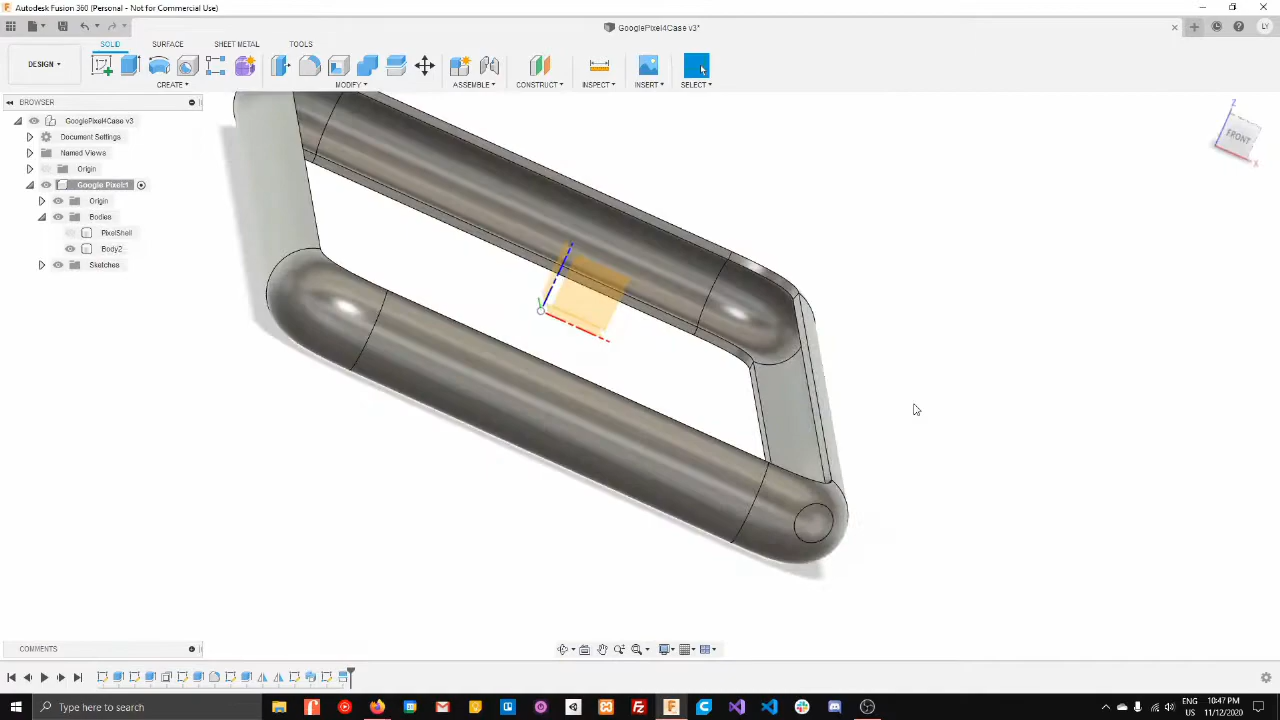 Autodesk Fusion 360 (Personal - Not for Commercial Use)
GooglePixel4Case v3*
LY
SOLID
SURFACE
SHEET METAL
TOOLS
DESIGN
CREATE
MODIFY
ASSEMBLE
CONSTRUCT
INSPECT
INSERT
SELECT
BROWSER
GooglePixel4Case v3
Document Settings
Named Views
Origin
Google Pixel:1
Origin
Bodies
PixelShell
Body2
Sketches
Z
FRONT
X
COMMENTS
Type here to search
ENG
US
10:47 PM
11/12/2020